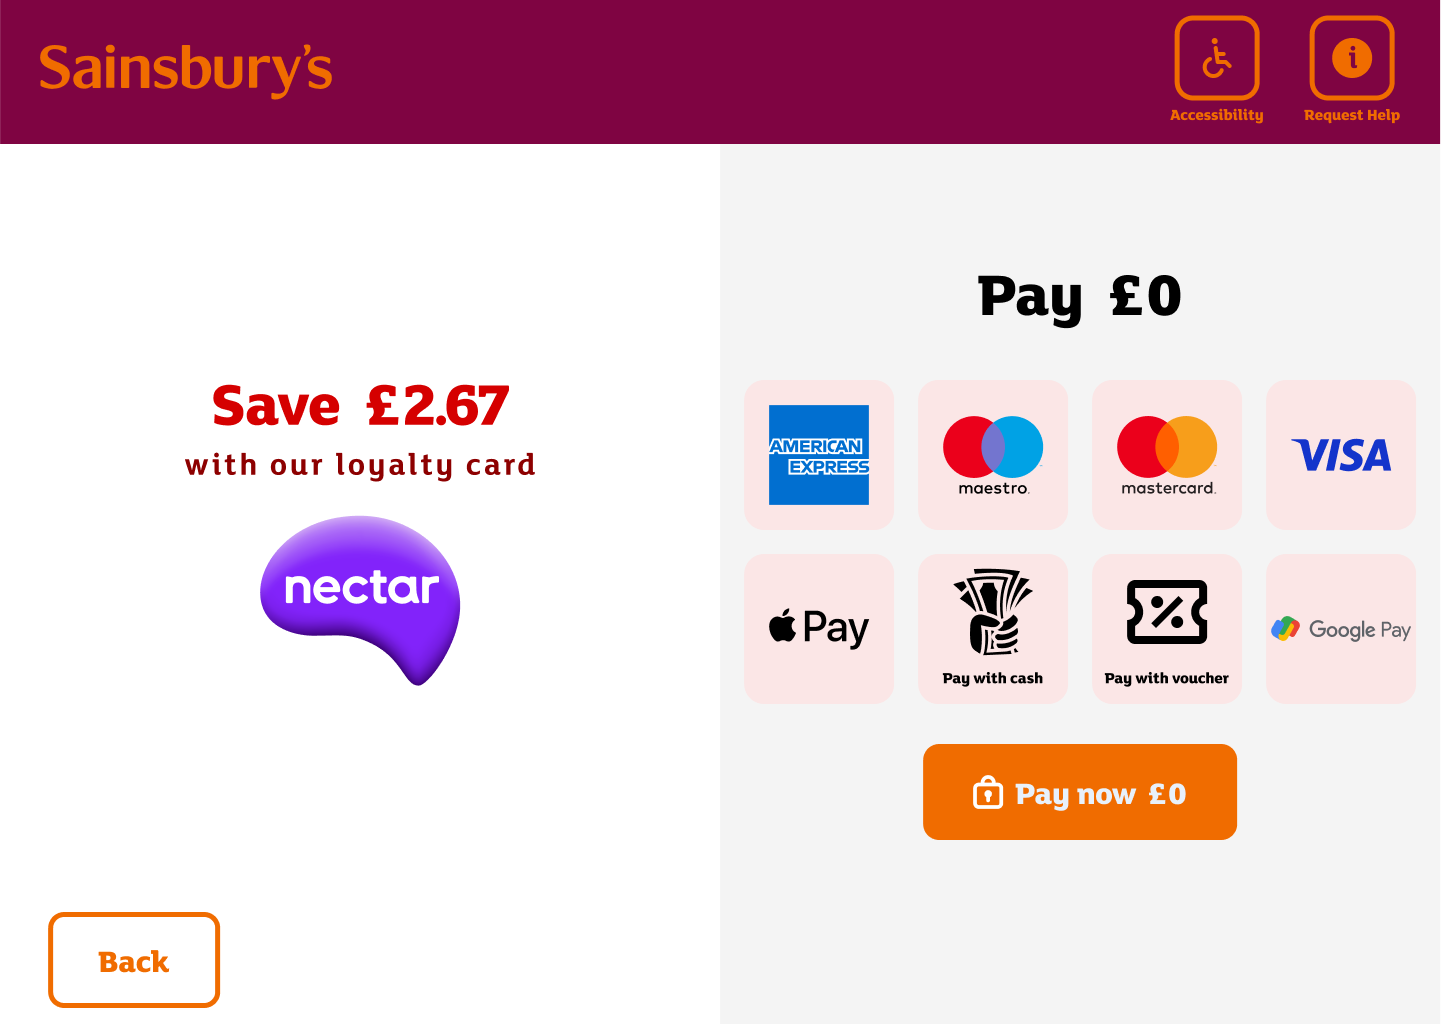 Sainsbury's
Accessibility
Request Help
Save £2.67
with our loyalty card
nectar
Pay £0
AMERICAN
EXPRESS
maestro.
mastercard.
VISA
Pay
Pay with cash
Pay with voucher
Google Pay
Pay now £0
Back